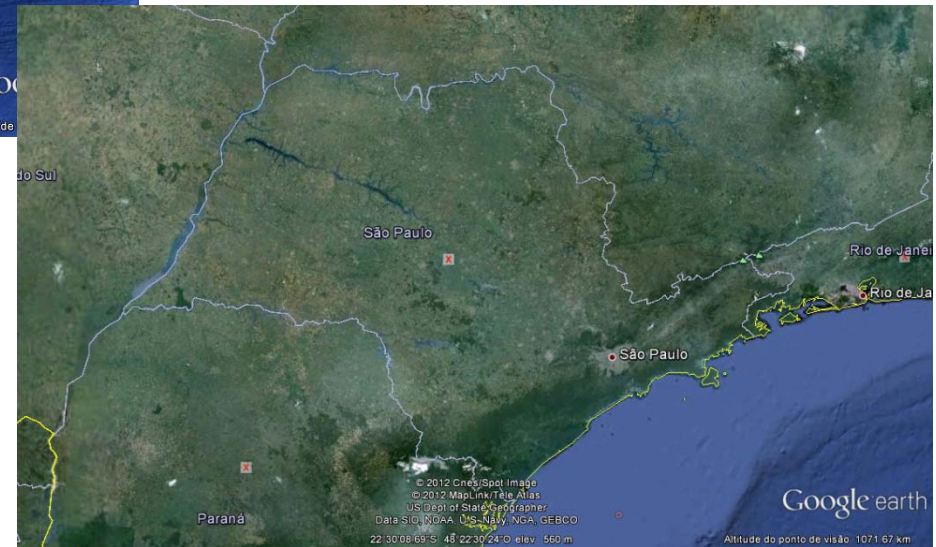 de
do Sul
São Paulo
X
Rio de Janei
Rio de Ja
São Paulo
X
Paraná
© 2012 Cnes/Spot Image
© 2012 MapLink/Tele Atlas
US Dept of State Geographer
Data SIO, NOAA, U.S. Navy, NGA, GEBCO
Google earth
22°30'08.69"S 48°22'30.24"O elev 560 m
Altitude do ponto de visão 1071.67 km